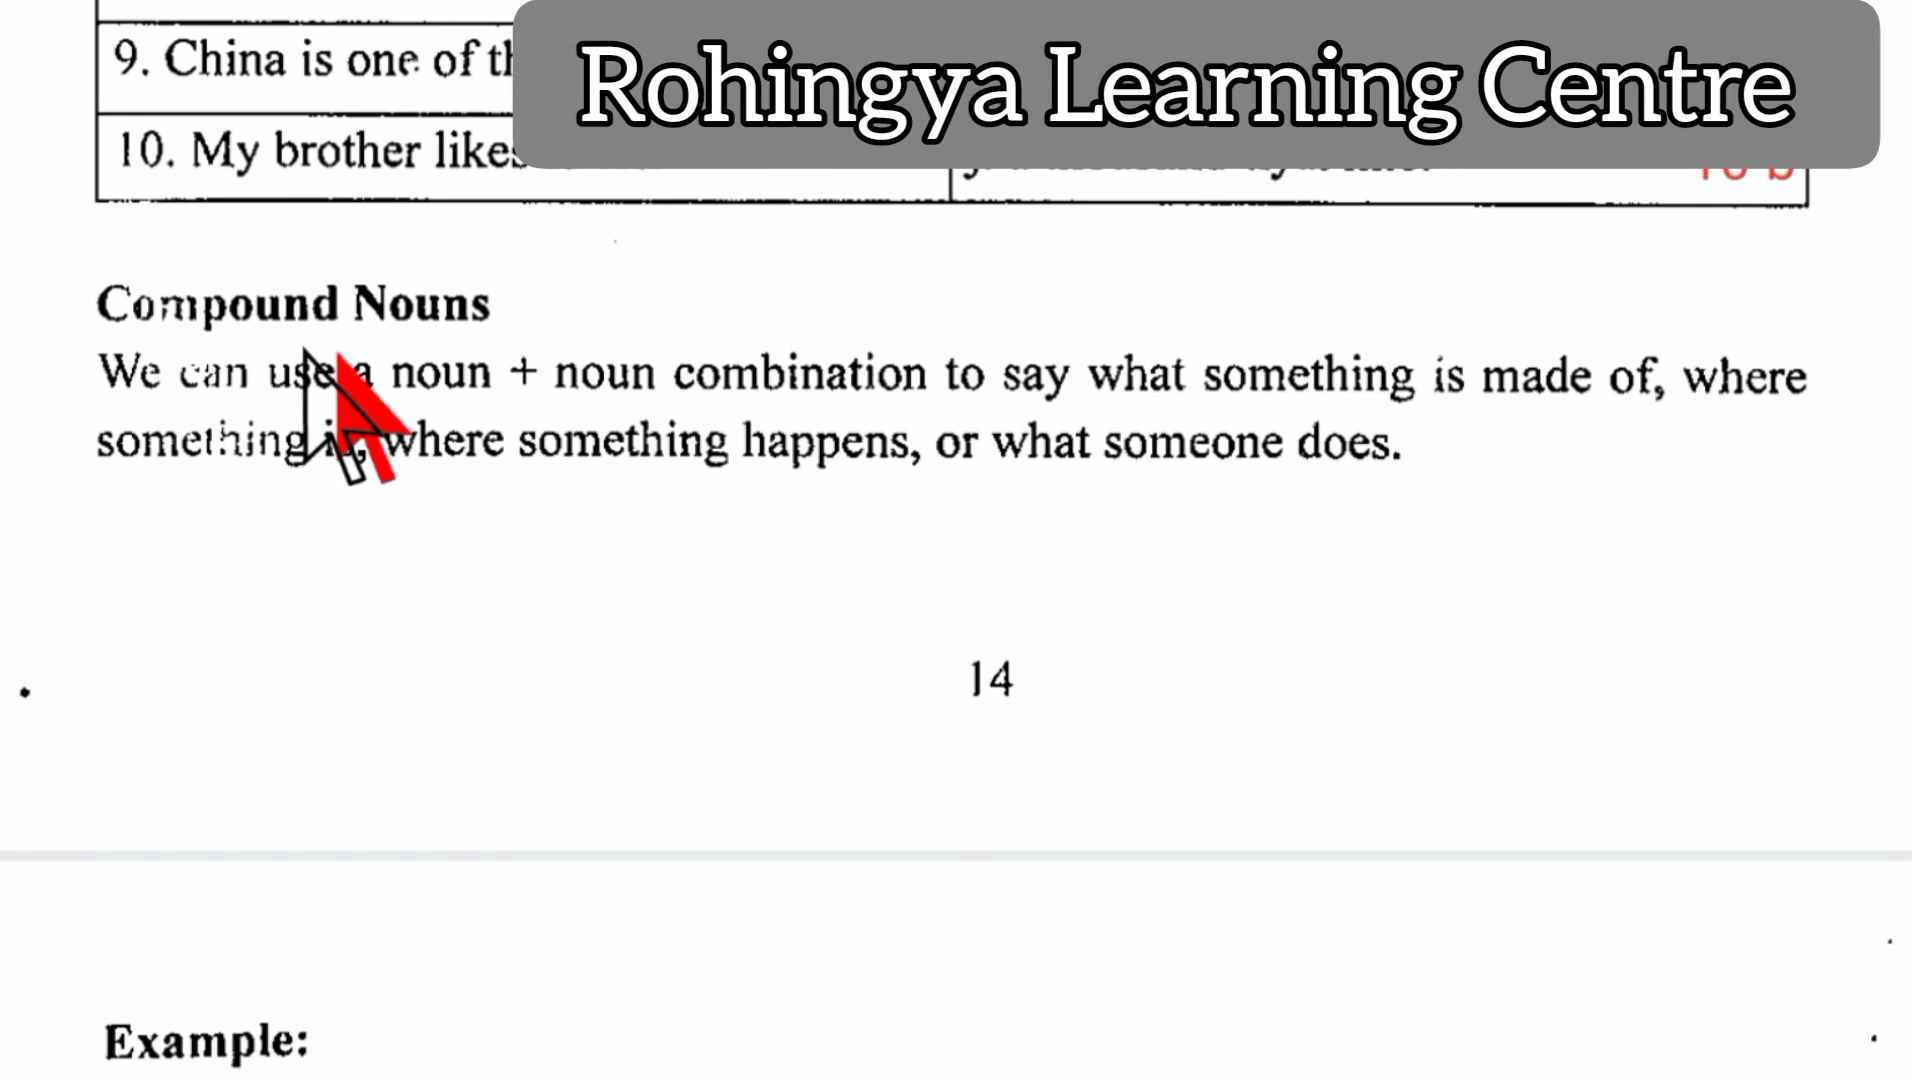 Rohingya Learning Centre
9. China is one of
10. My brother likes
10 b
Compound Nouns
We can use a noun + noun combination to say what something is made of, where
something is, where something happens, or what someone does.
14
Example: